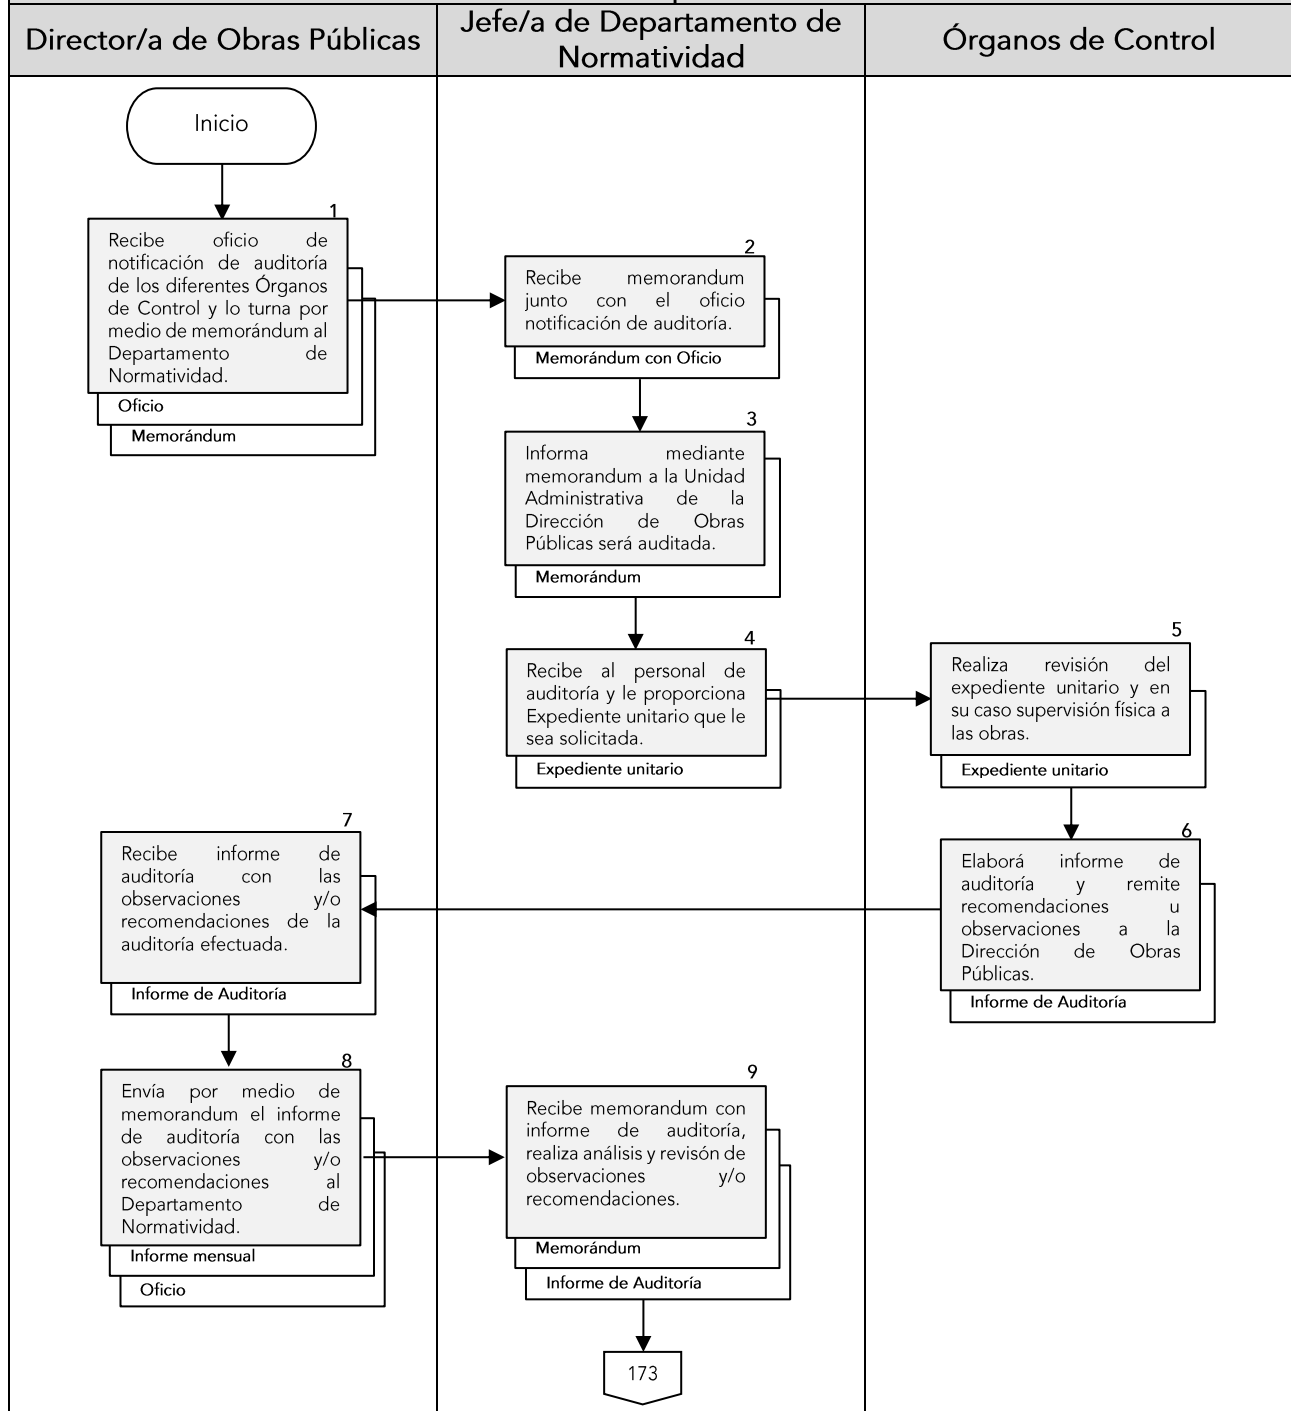 Director/a de Obras Públicas
Jefe/a de Departamento de
Normatividad
Órganos de Control
Inicio
1
Recibe oficio de
notificación de auditoría
de los diferentes Órganos
de Control y lo turna por
medio de memorándum al
Departamento de
Normatividad.
Oficio
Memorándum
2
Recibe memorandum
junto con el oficio
notificación de auditoría.
Memorándum con Oficio
3
Informa mediante
memorandum a la Unidad
Administrativa de la
Dirección de Obras
Públicas será auditada.
Memorándum
4
Recibe al personal de
auditoría y le proporciona
Expediente unitario que le
sea solicitada.
Expediente unitario
5
Realiza revisión del
expediente unitario y en
su caso supervisión física a
las obras.
Expediente unitario
6
Elaborá informe de
auditoría y remite
recomendaciones u
observaciones a la
Dirección de Obras
Públicas.
Informe de Auditoría
7
Recibe informe de
auditoría con las
observaciones y/o
recomendaciones de la
auditoría efectuada.
Informe de Auditoría
8
Envía por medio de
memorandum el informe
de auditoría con las
observaciones y/o
recomendaciones al
Departamento de
Normatividad.
Informe mensual
Oficio
9
Recibe memorandum con
informe de auditoría,
realiza análisis y revisón de
observaciones y/o
recomendaciones.
Memorándum
Informe de Auditoría
173